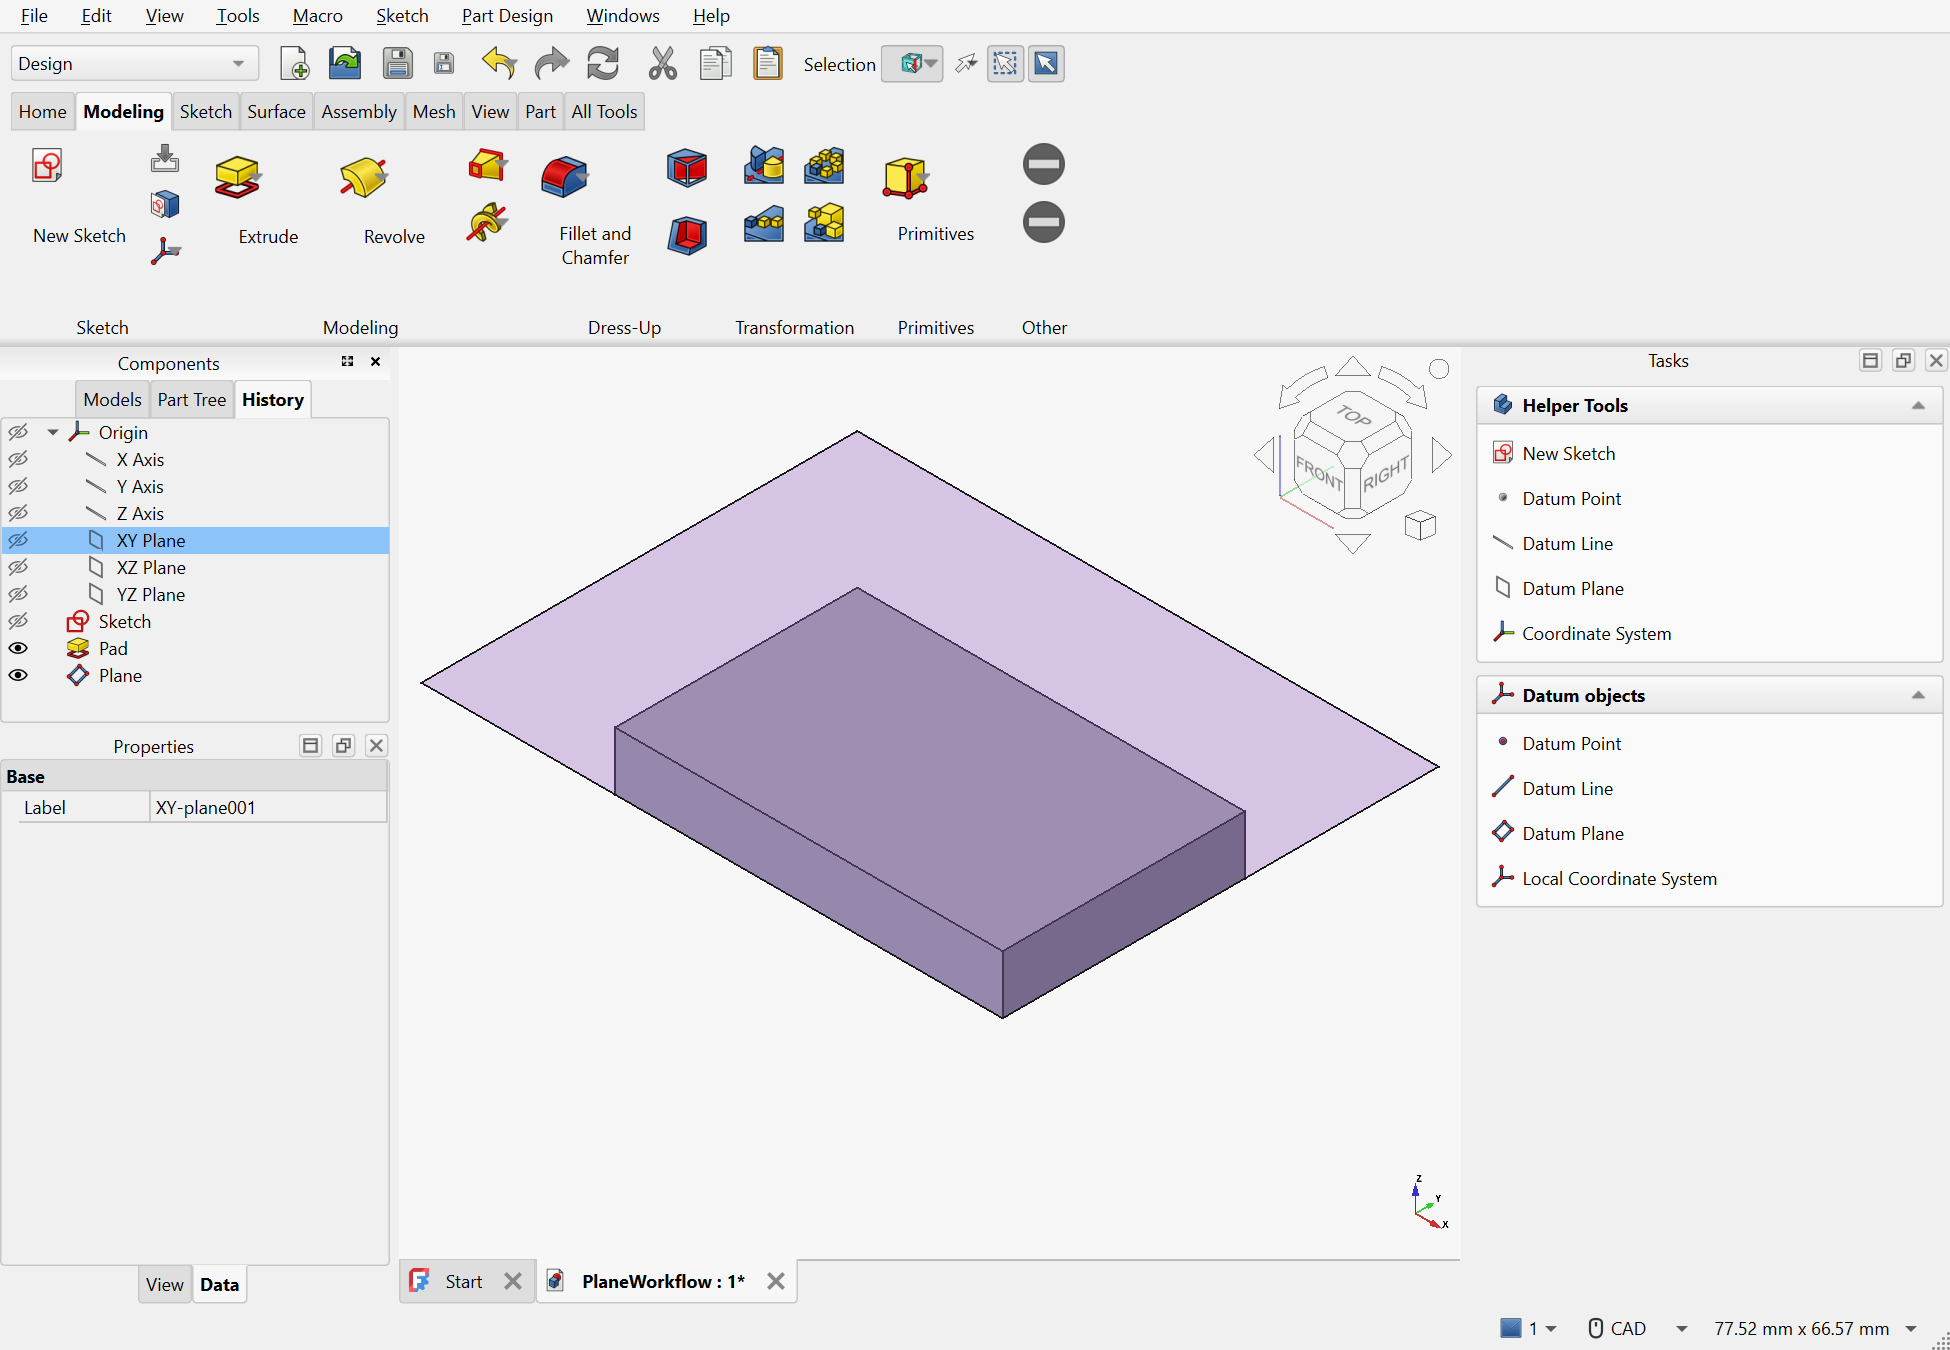 File Edit View Tools Macro Sketch Part Design Windows Help
Design Selection
Home Modeling Sketch Surface Assembly Mesh View Part All Tools
New Sketch Extrude Revolve Fillet and Chamfer Primitives
Sketch Modeling Dress-Up Transformation Primitives Other
Components
Models Part Tree History
Origin
X Axis
Y Axis
Z Axis
XY Plane
XZ Plane
YZ Plane
Sketch
Pad
Plane
Properties
Base
Label XY-plane001
View Data
TOP
FRONT RIGHT
Z
Y
X
Start PlaneWorkflow : 1*
Tasks
Helper Tools
New Sketch
Datum Point
Datum Line
Datum Plane
Coordinate System
Datum objects
Datum Point
Datum Line
Datum Plane
Local Coordinate System
1 CAD 77.52 mm x 66.57 mm